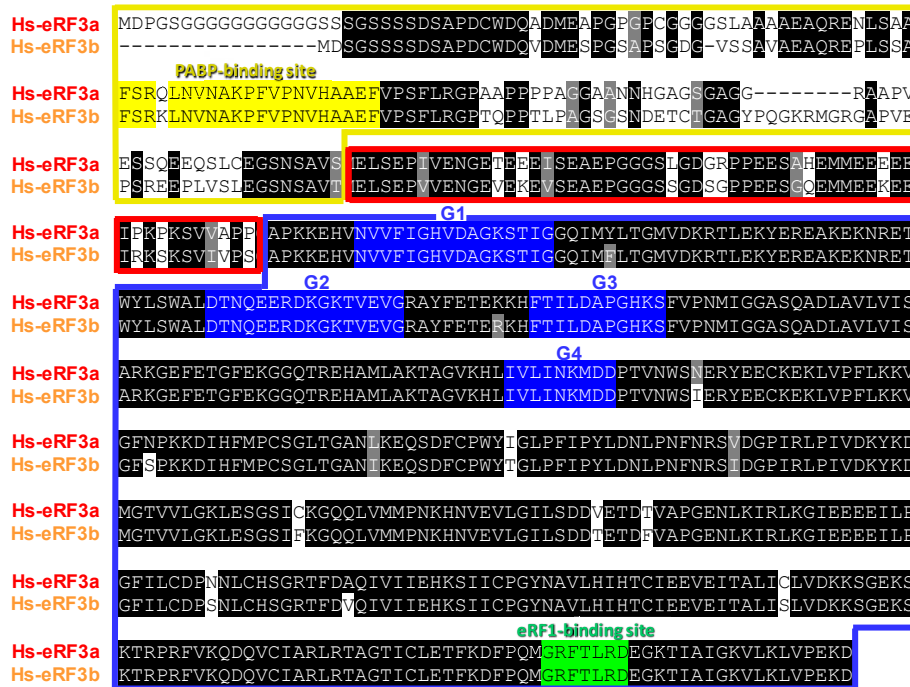 Hs-eRF3a MDPGSGGGGGGGGGGGSSSGSSSSDSAPDCWDQADMEAPGPGPCGGGGSLAAAAEAQRENLSAA
Hs-eRF3b ----------------MDSGSSSSDSAPDCWDQVDMESPGSAPSGDG-VSSAVAEAQREPLSSA
PABP-binding site
Hs-eRF3a FSRQLNVNAKPFVPNVHAAEFVPSFLRGPAAPPPPAGGAANNHGAGSGAGG--------RAAPV
Hs-eRF3b FSRKLNVNAKPFVPNVHAAEFVPSFLRGPTQPPTLPAGSGSNDETCTGAGYPQGKRMGRGAPVE
Hs-eRF3a ESSQEEQSLCEGSNSAVSMELSEPIVENGETEEEISEAEPGGGSLGDGRPPEESAHEMMEEEEE
Hs-eRF3b PSREEPLVSLEGSNSAVTMELSEPVVENGEVEKEVSEAEPGGGSSGDSGPPEESGQEMMEEKEE
G1
Hs-eRF3a IPKPKSVVAPPGAPKKEHVNVVFIGHVDAGKSTIGGQIMYLTGMVDKRTLEKYEREAKEKNRET
Hs-eRF3b IRKSKSVIVPSGAPKKEHVNVVFIGHVDAGKSTIGGQIMFLTGMVDKRTLEKYEREAKEKNRET
G2 G3
Hs-eRF3a WYLSWALDTNQEERDKGKTVEVGRAYFETEKKHFTILDAPGHKSFVPNMIGGASQADLAVLVIS
Hs-eRF3b WYLSWALDTNQEERDKGKTVEVGRAYFETERKHFTILDAPGHKSFVPNMIGGASQADLAVLVIS
G4
Hs-eRF3a ARKGEFETGFEKGGQTREHAMLAKTAGVKHLIVLINKMDDPTVNWSNERYEECKEKLVPFLKKV
Hs-eRF3b ARKGEFETGFEKGGQTREHAMLAKTAGVKHLIVLINKMDDPTVNWSIERYEECKEKLVPFLKKV
Hs-eRF3a GFNPKKDIHFMPCSGLTGANLKEQSDFCPWYIGLPFIPYLDNLPNFNRSVDGPIRLPIVDKYKD
Hs-eRF3b GFSPKKDIHFMPCSGLTGANIKEQSDFCPWYTGLPFIPYLDNLPNFNRSIDGPIRLPIVDKYKD
Hs-eRF3a MGTVVLGKLESGSICKGQQLVMMPNKHNVEVLGILSDDVETDTVAPGENLKIRLKGIEEEEILP
Hs-eRF3b MGTVVLGKLESGSIFKGQQLVMMPNKHNVEVLGILSDDTETDFVAPGENLKIRLKGIEEEEILP
Hs-eRF3a GFILCDPNNLCHSGRTFDAQIVIIEHKSIICPGYNAVLHIHTCIEEVEITALICLVDKKSGEKS
Hs-eRF3b GFILCDPSNLCHSGRTFDVQIVIIEHKSIICPGYNAVLHIHTCIEEVEITALISLVDKKSGEKS
eRF1-binding site
Hs-eRF3a KTRPRFVKQDQVCIARLRTAGTICLETFKDFPQMGRFTLRDEGKTIAIGKVLKLVPEKD
Hs-eRF3b KTRPRFVKQDQVCIARLRTAGTICLETFKDFPQMGRFTLRDEGKTIAIGKVLKLVPEKD